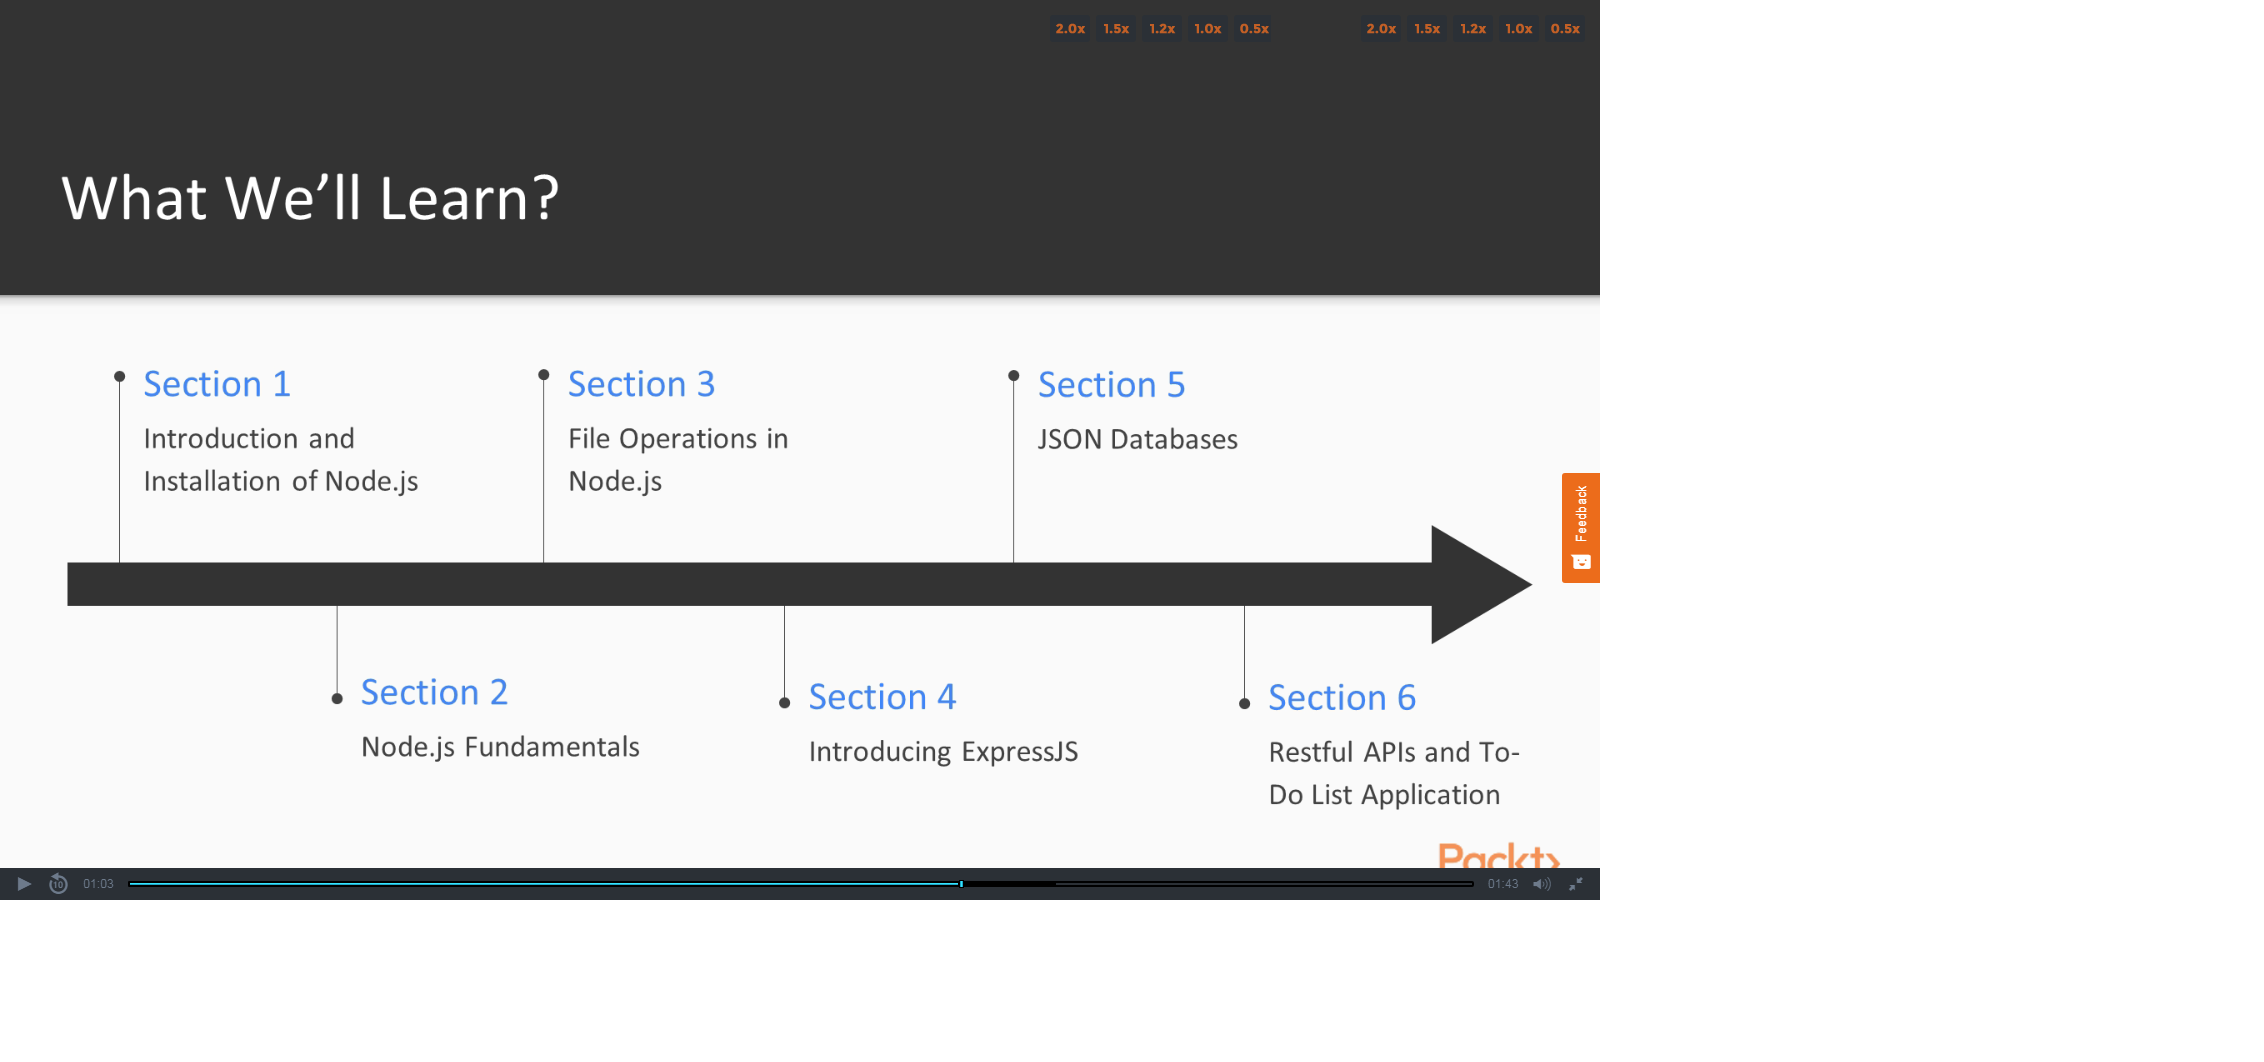 2.0x 1.5x 1.2x 1.0x 0.5x 2.0x 1.5x 1.2x 1.0x 0.5x
What We’ll Learn?
Section 1
Introduction and
Installation of Node.js
Section 3
File Operations in
Node.js
Section 5
JSON Databases
Feedback
Section 2
Node.js Fundamentals
Section 4
Introducing ExpressJS
Section 6
Restful APIs and To-
Do List Application
Packt>
10 01:03 01:43